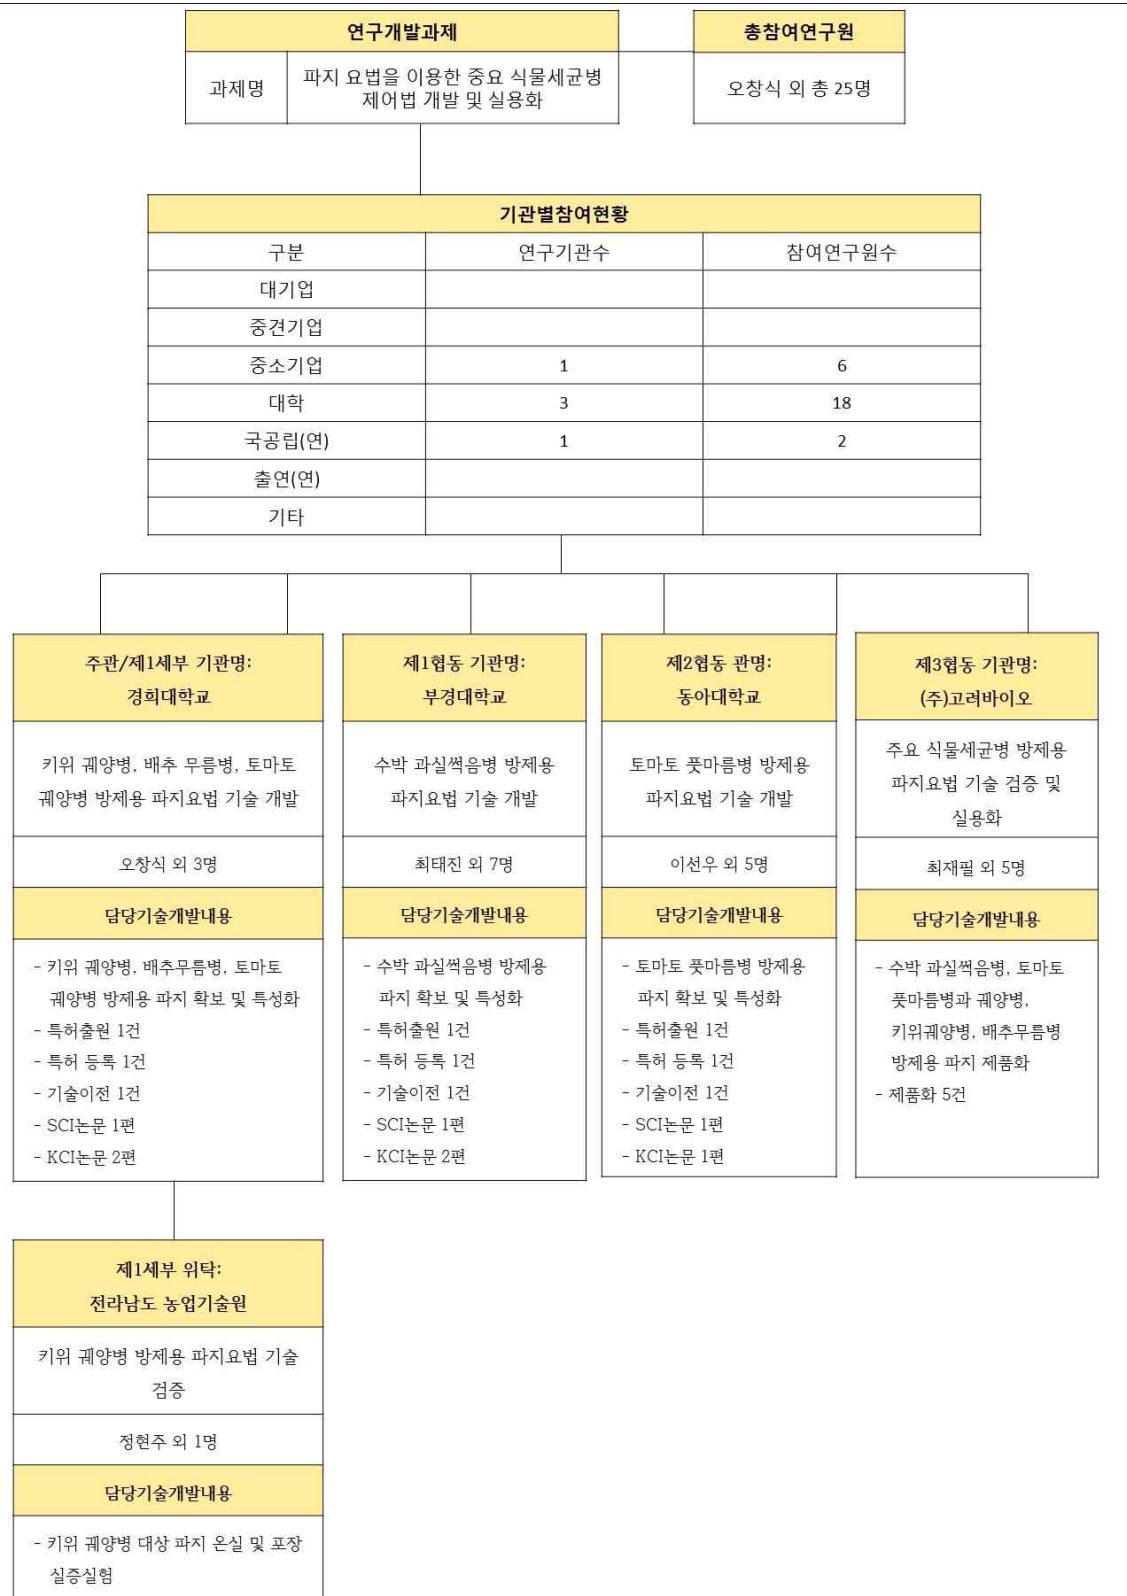 연구개발과제
총참여연구원
과제명
파지 요법을 이용한 중요 식물세균병
제어법 개발 및 실용화
오창식 외 총 25명
기관별참여현황
구분 연구기관수 참여연구원수
대기업
중견기업
중소기업 1 6
대학 3 18
국공립(연) 1 2
출연(연)
기타
주관/제1세부 기관명:
경희대학교
키위 궤양병, 배추 무름병, 토마토
궤양병 방제용 파지요법 기술 개발
오창식 외 3명
담당기술개발내용
- 키위 궤양병, 배추무름병, 토마토
궤양병 방제용 파지 확보 및 특성화
- 특허출원 1건
- 특허 등록 1건
- 기술이전 1건
- SCI논문 1편
- KCI논문 2편
제1협동 기관명:
부경대학교
수박 과실썩음병 방제용
파지요법 기술 개발
최태진 외 7명
담당기술개발내용
- 수박 과실썩음병 방제용
파지 확보 및 특성화
- 특허출원 1건
- 특허 등록 1건
- 기술이전 1건
- SCI논문 1편
- KCI논문 2편
제2협동 관명:
동아대학교
토마토 풋마름병 방제용
파지요법 기술 개발
이선우 외 5명
담당기술개발내용
- 토마토 풋마름병 방제용
파지 확보 및 특성화
- 특허출원 1건
- 특허 등록 1건
- 기술이전 1건
- SCI논문 1편
- KCI논문 1편
제3협동 기관명:
(주)고려바이오
주요 식물세균병 방제용
파지요법 기술 검증 및
실용화
최재필 외 5명
담당기술개발내용
- 수박 과실썩음병, 토마토
풋마름병과 궤양병,
키위궤양병, 배추무름병
방제용 파지 제품화
- 제품화 5건
제1세부 위탁:
전라남도 농업기술원
키위 궤양병 방제용 파지요법 기술
검증
정현주 외 1명
담당기술개발내용
- 키위 궤양병 대상 파지 온실 및 포장
실증실험